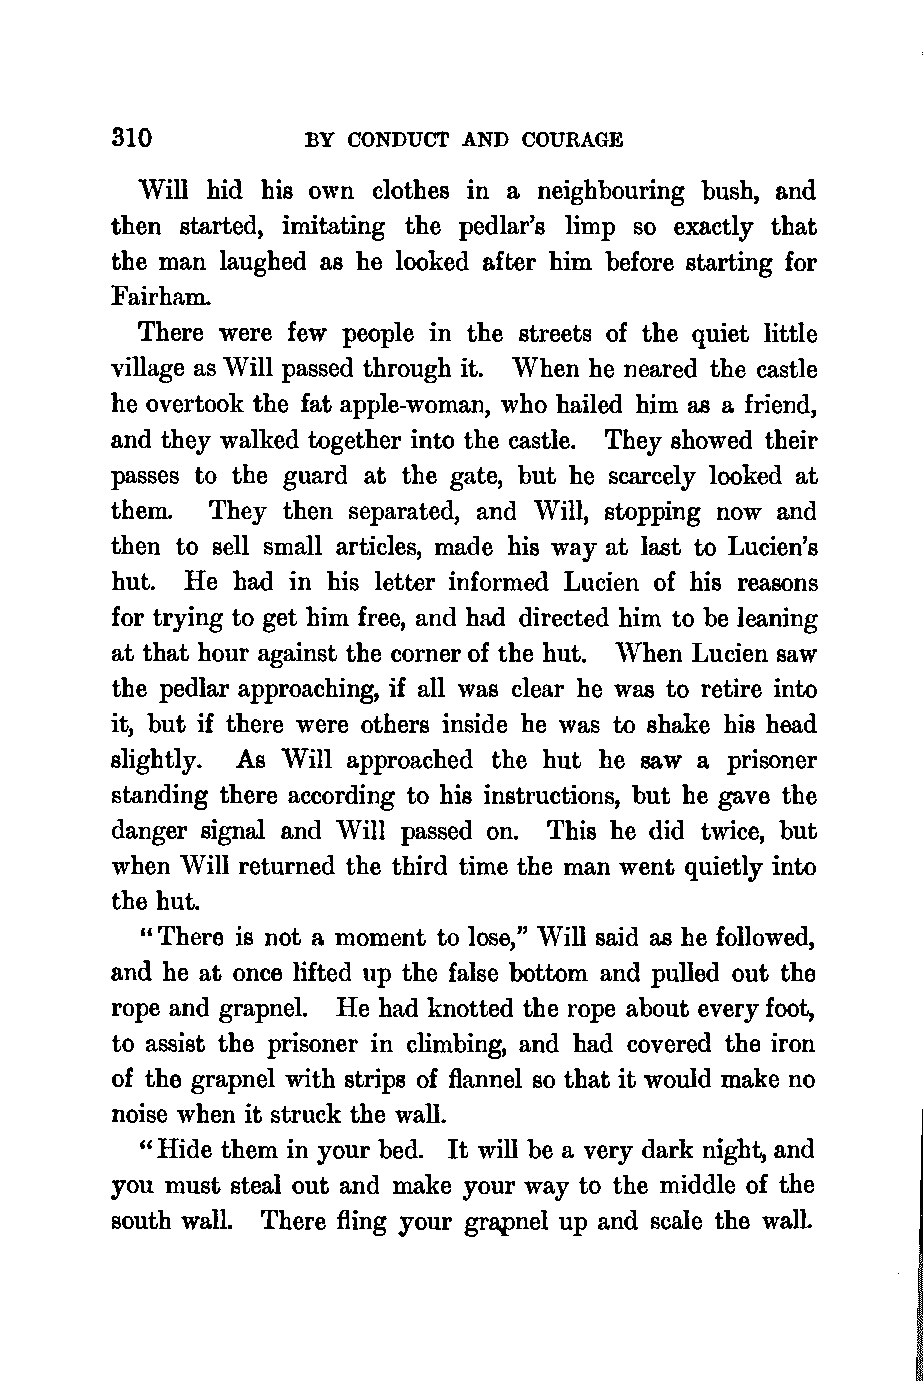 310 BY CONDUCT AND COURAGE
Will hid his own clothes in a neighbouring bush, and
then started, imitating the pedlar's limp so exactly that
the man laughed as he looked after him before starting for
Fairham.
There were few people in the streets of the quiet little
village as Will passed through it. When he neared the castle
he overtook the fat apple-woman, who hailed him as a friend,
and they walked together into the castle. They showed their
passes to the guard at the gate, but he scarcely looked at
them. They then separated, and Will, stopping now and
then to sell small articles, made his way at last to Lucien's
hut. He had in his letter informed Lucien of his reasons
for trying to get him free, and had directed him to be leaning
at that hour against the corner of the hut. When Lucien saw
the pedlar approaching, if all was clear he was to retire into
it, but if there were others inside he was to shake his head
slightly. As Will approached the hut he saw a prisoner
standing there according to his instructions, but he gave the
danger signal and Will passed on. This he did twice, but
when Will returned the third time the man went quietly into
the hut.
"There is not a moment to lose," Will said as he followed,
and he at once lifted up the false bottom and pulled out the
rope and grapnel. He had knotted the rope about every foot,
to assist the prisoner in climbing, and had covered the iron
of the grapnel with strips of flannel so that it would make no
noise when it struck the wall.
"Hide them in your bed. It will be a very dark night, and
you must steal out and make your way to the middle of the
south wall. There fling your grapnel up and scale the wall.